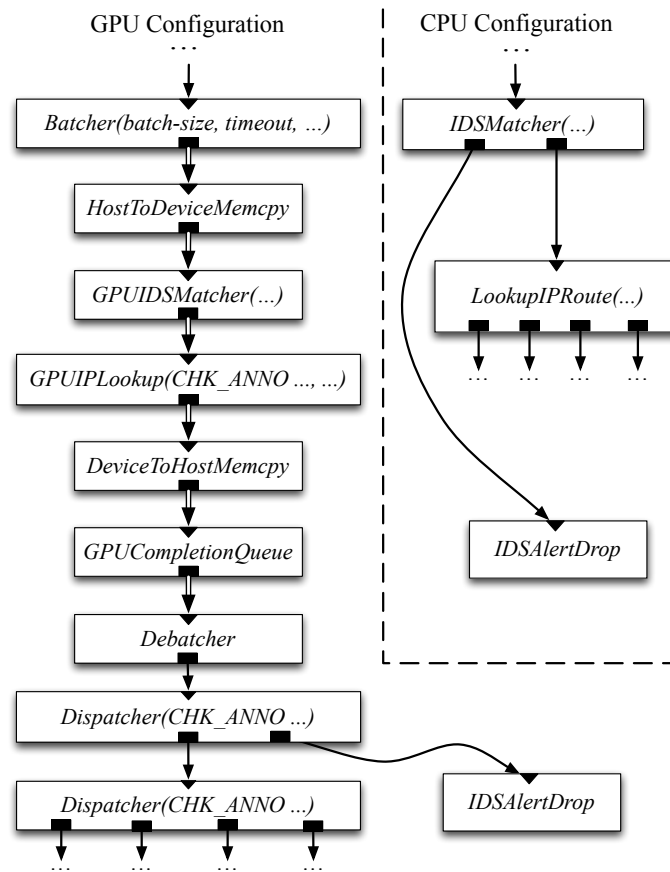 GPU Configuration
...
Batcher(batch-size, timeout, ...)
HostToDeviceMemcpy
GPUIDSMatcher(...)
GPUIPLookup(CHK_ANNO ..., ...)
DeviceToHostMemcpy
GPUCompletionQueue
Debatcher
Dispatcher(CHK_ANNO ...)
Dispatcher(CHK_ANNO ...)
... ... ... ...
IDSAlertDrop
CPU Configuration
...
IDSMatcher(...)
LookupIPRoute(...)
... ... ... ...
IDSAlertDrop